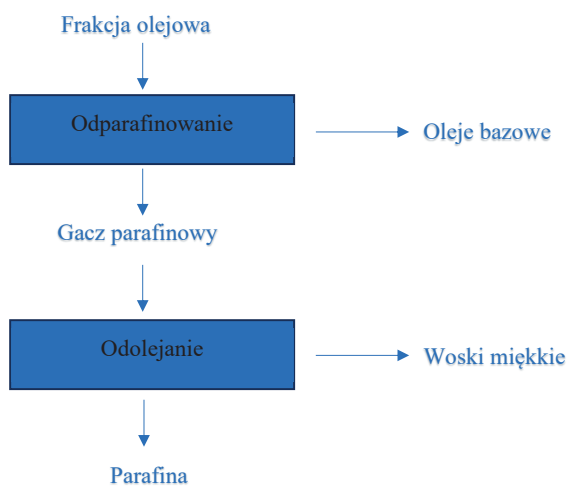 Frakcja olejowa
Odparafinowanie
Oleje bazowe
Gacz parafinowy
Odolejanie
Woski miękkie
Parafina